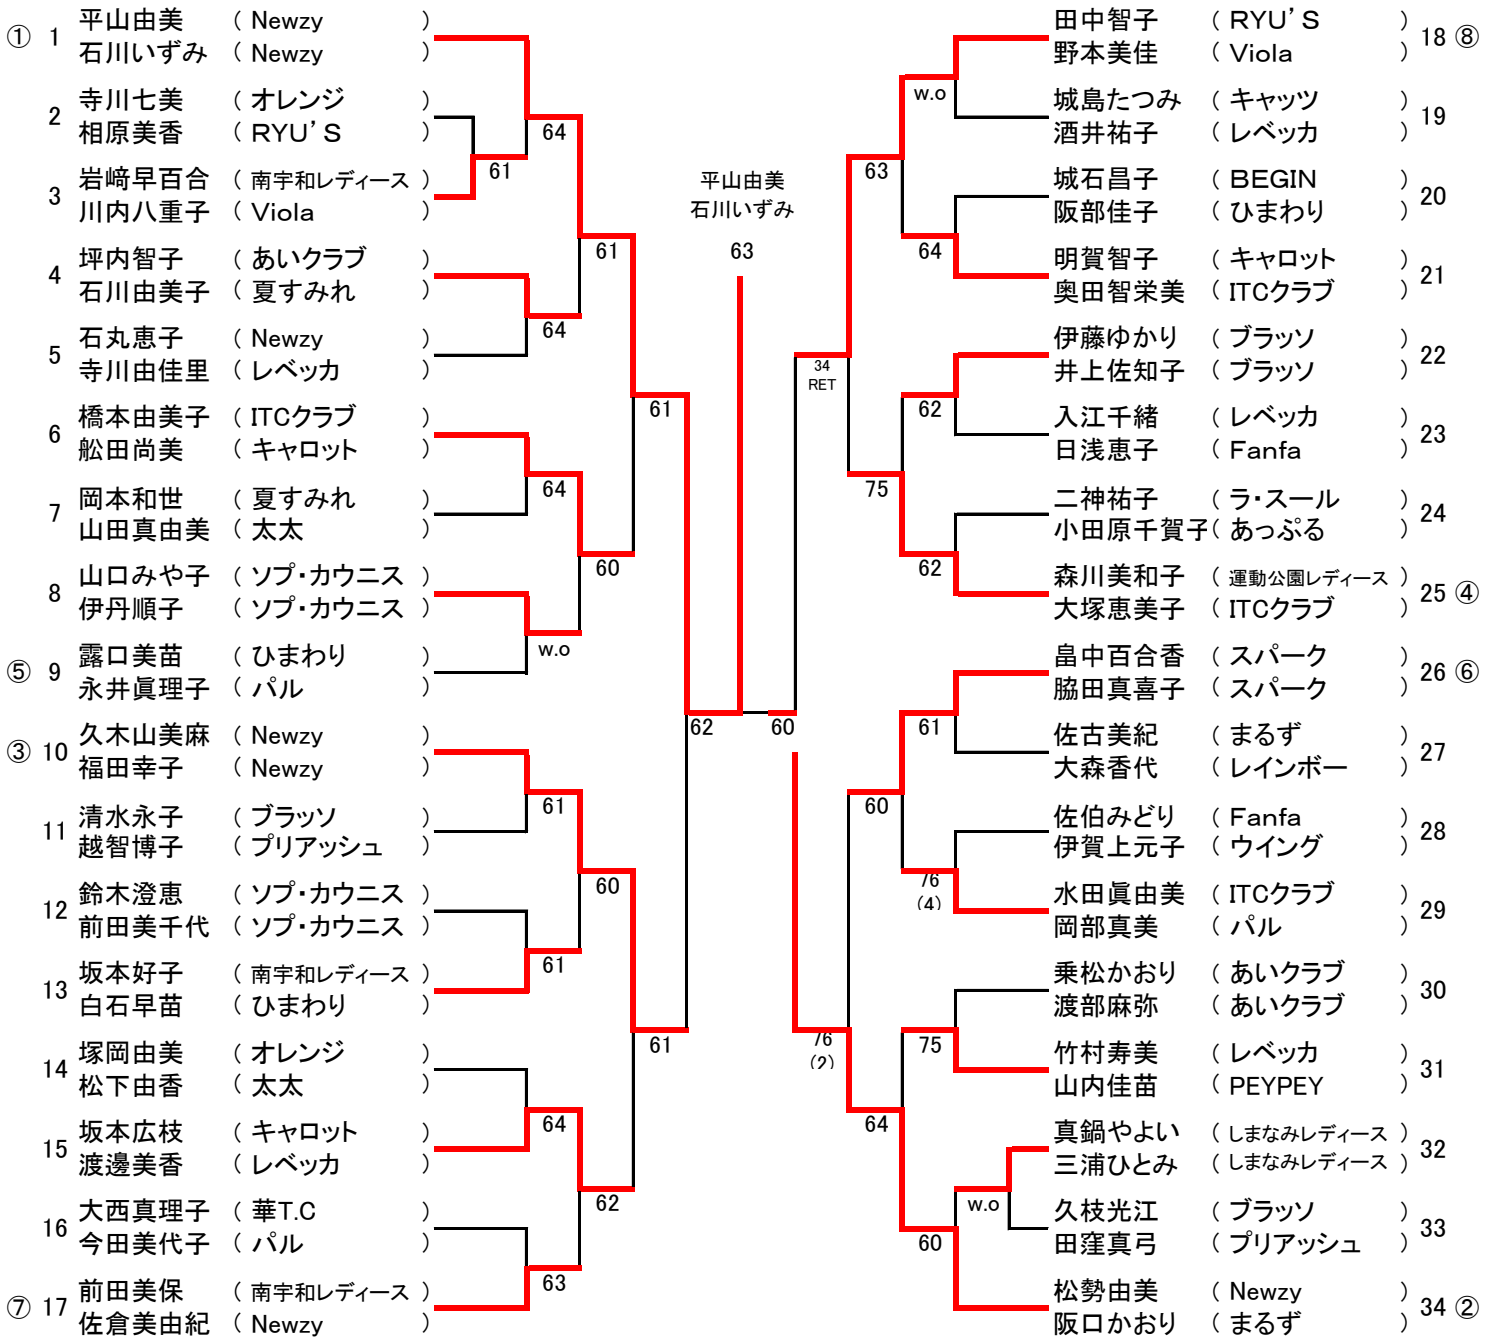 ① 1 平山由美 ( Newzy )
石川いずみ ( Newzy )
2 寺川七美 ( オレンジ )
相原美香 ( RYU'S )
3 岩﨑早百合 ( 南宇和レディース )
川内八重子 ( Viola )
4 坪内智子 ( あいクラブ )
石川由美子 ( 夏すみれ )
5 石丸恵子 ( Newzy )
寺川由佳里 ( レベッカ )
6 橋本由美子 ( ITCクラブ )
舩田尚美 ( キャロット )
7 岡本和世 ( 夏すみれ )
山田真由美 ( 太太 )
8 山口みや子 ( ソプ・カウニス )
伊丹順子 ( ソプ・カウニス )
⑤ 9 露口美苗 ( ひまわり )
永井眞理子 ( パル )
③ 10 久木山美麻 ( Newzy )
福田幸子 ( Newzy )
11 清水永子 ( ブラッソ )
越智博子 ( プリアッシュ )
12 鈴木澄恵 ( ソプ・カウニス )
前田美千代 ( ソプ・カウニス )
13 坂本好子 ( 南宇和レディース )
白石早苗 ( ひまわり )
14 塚岡由美 ( オレンジ )
松下由香 ( 太太 )
15 坂本広枝 ( キャロット )
渡邊美香 ( レベッカ )
16 大西真理子 ( 華T.C )
今田美代子 ( パル )
⑦ 17 前田美保 ( 南宇和レディース )
佐倉美由紀 ( Newzy )
61
64
64
64
w.o
61
61
64
63
61
60
60
62
61
61
62
平山由美
石川いずみ
63
60
34
RET
76
(2)
63
75
60
64
w.o
64
62
62
61
76
(4)
75
60
w.o
田中智子 ( RYU'S ) 18 ⑧
野本美佳 ( Viola )
城島たつみ ( キャッツ ) 19
酒井祐子 ( レベッカ )
城石昌子 ( BEGIN ) 20
阪部佳子 ( ひまわり )
明賀智子 ( キャロット ) 21
奥田智栄美 ( ITCクラブ )
伊藤ゆかり ( ブラッソ ) 22
井上佐知子 ( ブラッソ )
入江千緒 ( レベッカ ) 23
日浅恵子 ( Fanfa )
二神祐子 ( ラ・スール ) 24
小田原千賀子 ( あっぷる )
森川美和子 ( 運動公園レディース ) 25 ④
大塚恵美子 ( ITCクラブ )
畠中百合香 ( スパーク ) 26 ⑥
脇田真喜子 ( スパーク )
佐古美紀 ( まるず ) 27
大森香代 ( レインボー )
佐伯みどり ( Fanfa ) 28
伊賀上元子 ( ウイング )
水田眞由美 ( ITCクラブ ) 29
岡部真美 ( パル )
乗松かおり ( あいクラブ ) 30
渡部麻弥 ( あいクラブ )
竹村寿美 ( レベッカ ) 31
山内佳苗 ( PEYPEY )
真鍋やよい ( しまなみレディース ) 32
三浦ひとみ ( しまなみレディース )
久枝光江 ( ブラッソ ) 33
田窪真弓 ( プリアッシュ )
松勢由美 ( Newzy ) 34 ②
阪口かおり ( まるず )